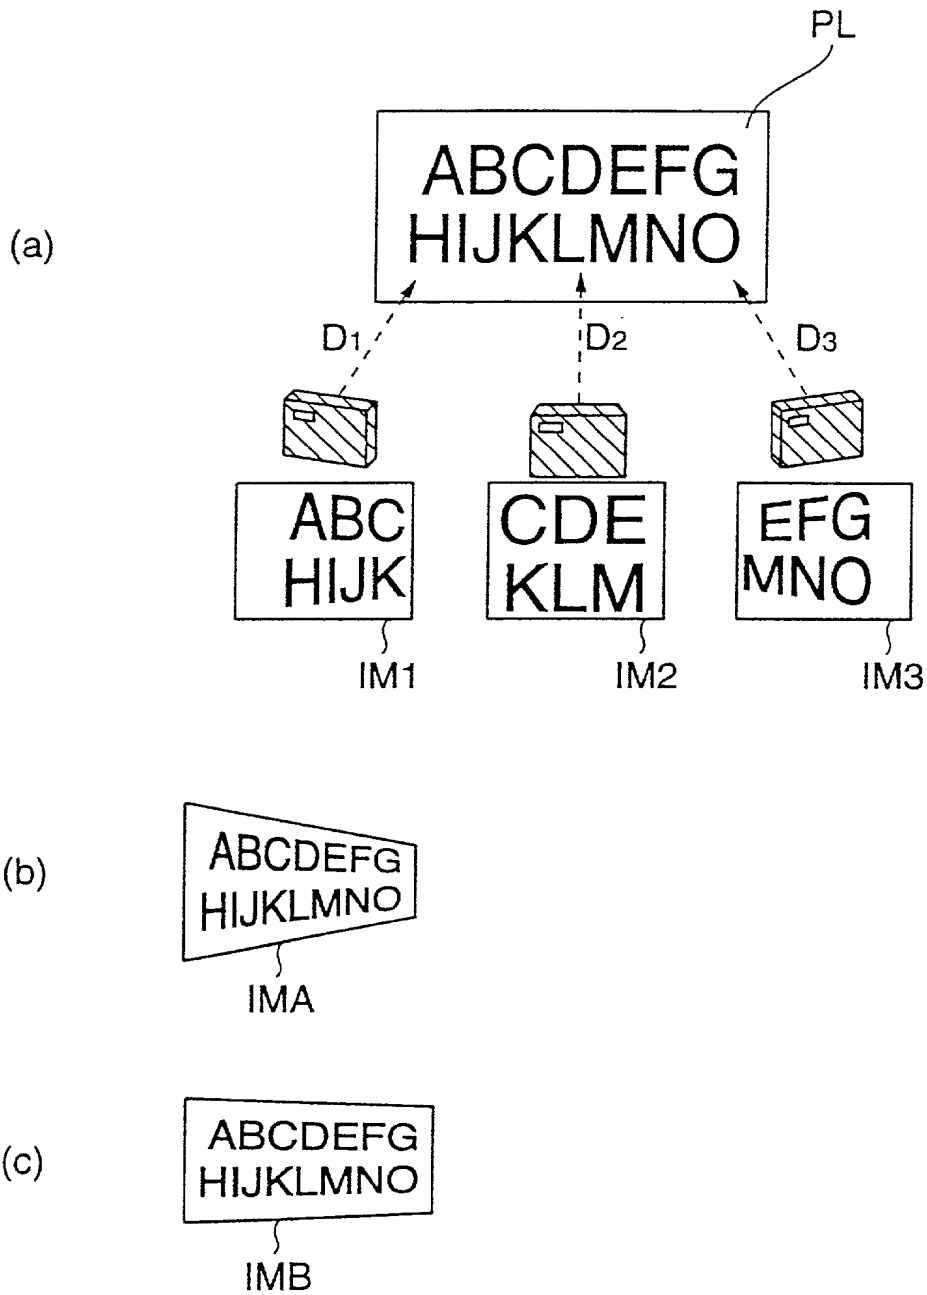 PL
(a)
ABCDEFG
HIJKLMNO
D1 D2 D3
ABC CDE EFG
HIJK KLM MNO
IM1 IM2 IM3
(b)
ABCDEFG
HIJKLMNO
IMA
(c)
ABCDEFG
HIJKLMNO
IMB